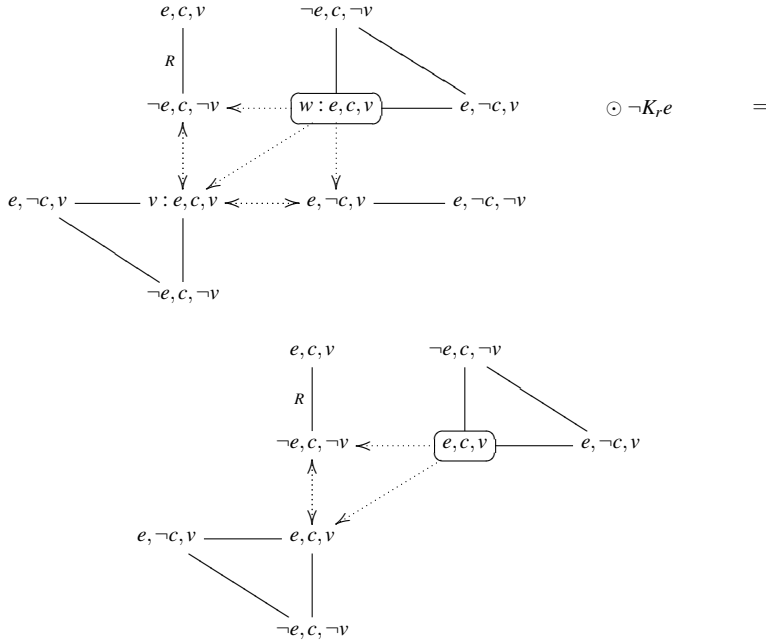 e,c,v ¬e,c,¬v
R
¬e,c,¬v w : e,c,v e,¬c,v ⊙ ¬K_r e =
e,¬c,v v : e,c,v e,¬c,v e,¬c,¬v
¬e,c,¬v
e,c,v ¬e,c,¬v
R
¬e,c,¬v e,c,v e,¬c,v
e,¬c,v e,c,v
¬e,c,¬v